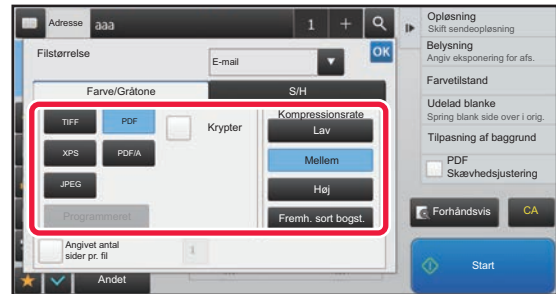 Adresse
aaa
1
Filstørrelse
E-mail
OK
Farve/Gråtone
S/H
TIFF
PDF
Krypter
XPS
PDF/A
JPEG
Programmeret
Kompressionsrate
Lav
Mellem
Høj
Fremh. sort bogst.
Angivet antal
sider pr. fil
1
Andet
Opløsning
Skift sendeopløsning
Belysning
Angiv eksponering for afs.
Farvetilstand
Udelad blanke
Spring blank side over i orig.
Tilpasning af baggrund
PDF
Skævhedsjustering
Forhåndsvis
CA
Start